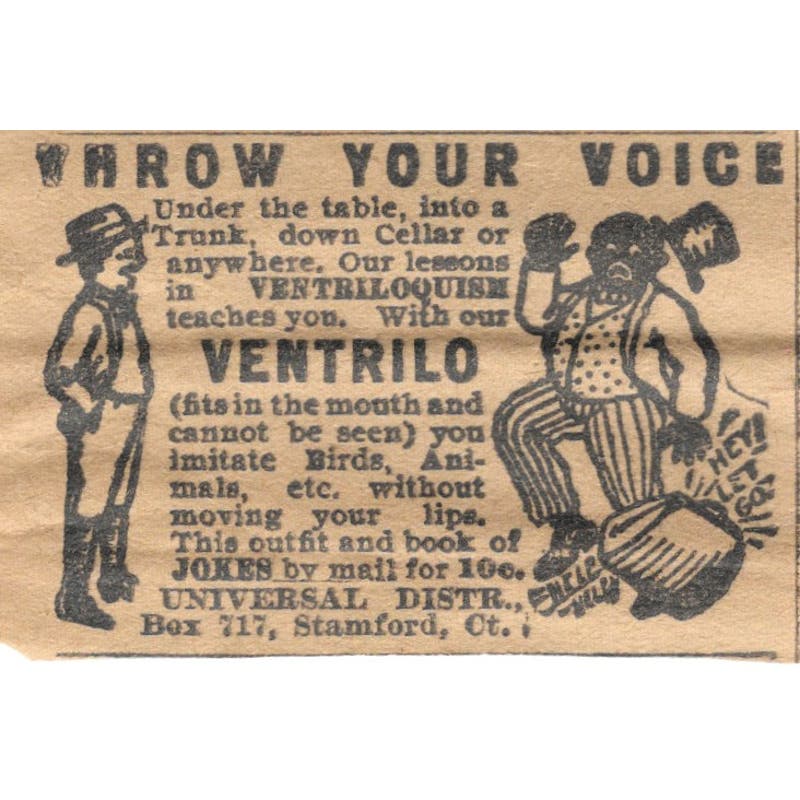 THROW YOUR VOICE
Under the table, into a
Trunk, down Cellar or
anywhere. Our lessons
in VENTRILOQUISM
teaches you. With our
VENTRILO
(fits in the mouth and
cannot be seen) you
imitate Birds, Ani-
mals, etc. without
moving your lips.
This outfit and book of
JOKES by mail for 10c.
UNIVERSAL DISTR.,
Box 717, Stamford, Ct.
HEY!
LET
GO
HELP
HELP